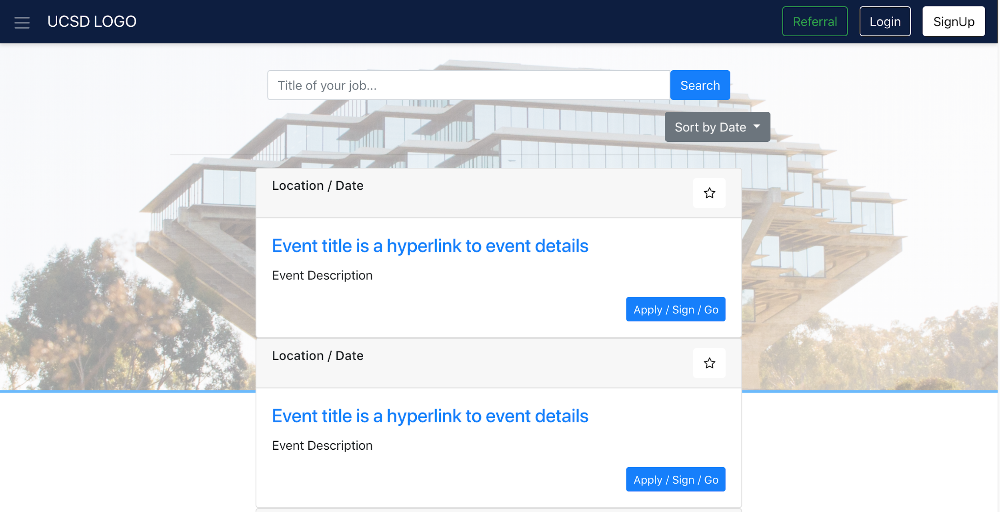 UCSD LOGO
Referral
Login
SignUp
Title of your job...
Search
Sort by Date
Location / Date
Event title is a hyperlink to event details
Event Description
Apply / Sign / Go
Location / Date
Event title is a hyperlink to event details
Event Description
Apply / Sign / Go